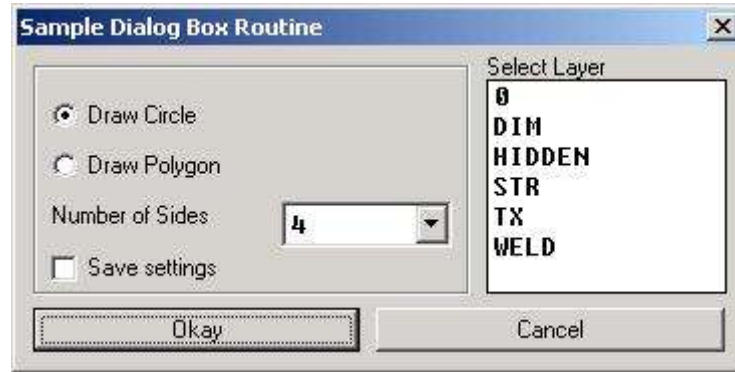 Sample Dialog Box Routine
Draw Circle
Draw Polygon
Number of Sides
4
Save settings
Select Layer
0
DIM
HIDDEN
STR
TX
WELD
Okay
Cancel